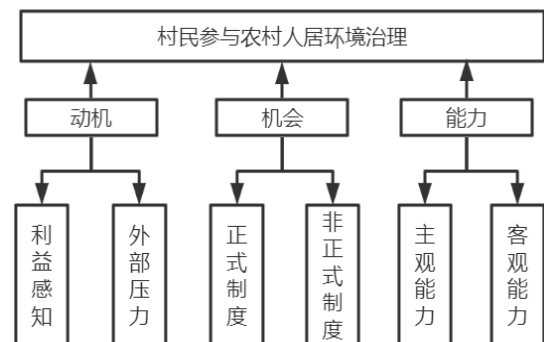 村民参与农村人居环境治理
动机
机会
能力
利益感知
外部压力
正式制度
非正式制度
主观能力
客观能力